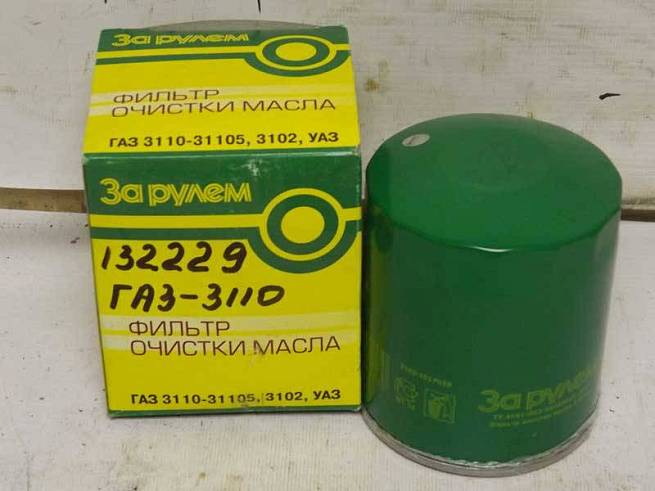 За рулем
ФИЛЬТР
ОЧИСТКИ МАСЛА
ГАЗ 3110-31105, 3102, УАЗ
За рулем
132229
ГАЗ-3110
ФИЛЬТР
ОЧИСТКИ МАСЛА
ГАЗ 3110-31105, 3102, УАЗ
За рулем